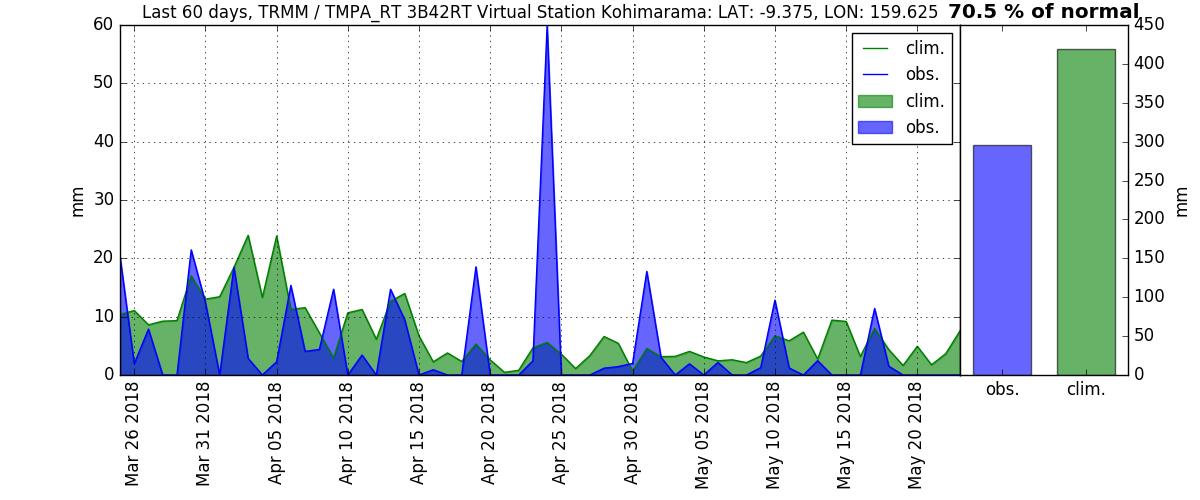 Last 60 days, TRMM / TMPA_RT 3B42RT Virtual Station Kohimarama: LAT: -9.375, LON: 159.625
70.5 % of normal
60
50
40
30
20
10
0
mm
clim.
obs.
clim.
obs.
450
400
350
300
250
200
150
100
50
0
mm
Mar 26 2018
Mar 31 2018
Apr 05 2018
Apr 10 2018
Apr 15 2018
Apr 20 2018
Apr 25 2018
Apr 30 2018
May 05 2018
May 10 2018
May 15 2018
May 20 2018
obs.
clim.